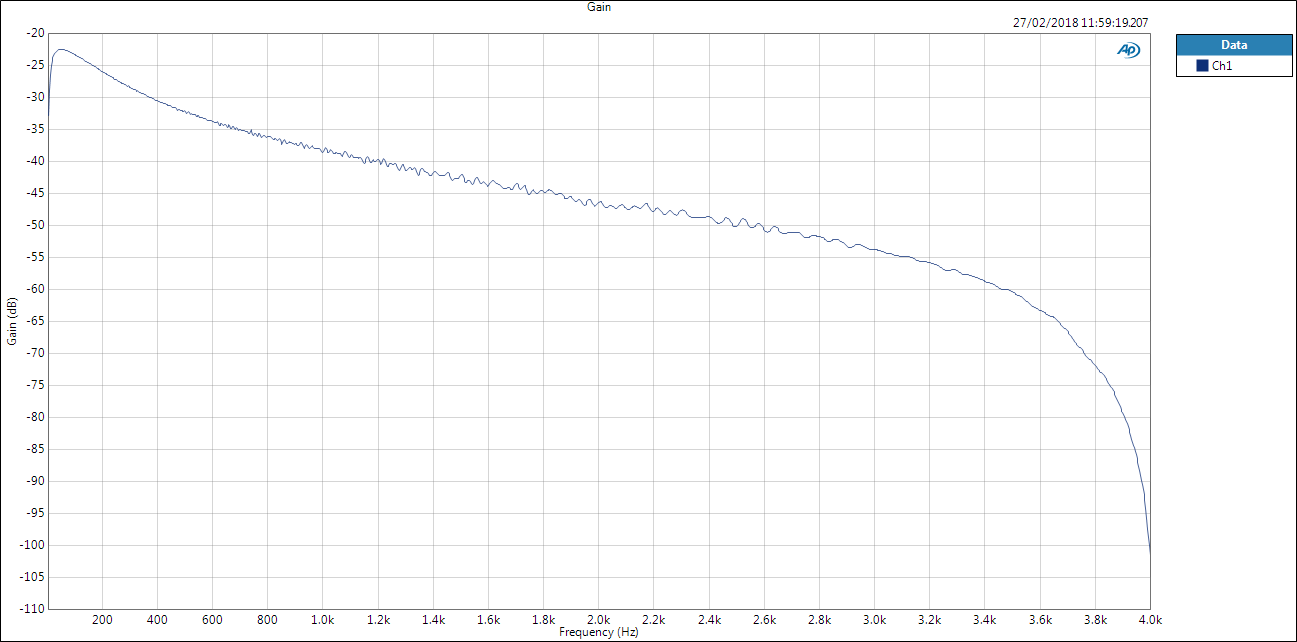 Gain
27/02/2018 11:59:19.207
AP
Data
Ch1
Gain (dB)
-20
-25
-30
-35
-40
-45
-50
-55
-60
-65
-70
-75
-80
-85
-90
-95
-100
-105
-110
200 400 600 800 1.0k 1.2k 1.4k 1.6k 1.8k 2.0k 2.2k 2.4k 2.6k 2.8k 3.0k 3.2k 3.4k 3.6k 3.8k 4.0k
Frequency (Hz)